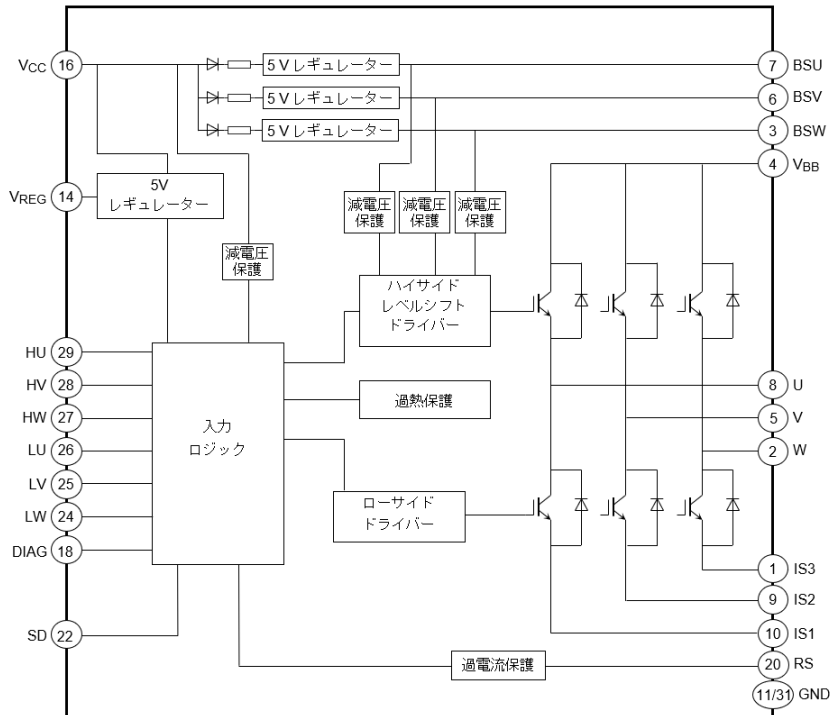 VCC 16
5 V レギュレーター
7 BSU
5 V レギュレーター
6 BSV
5 V レギュレーター
3 BSW
4 VBB
VREG 14
5V
レギュレーター
減電圧
保護
減電圧
保護
減電圧
保護
減電圧
保護
ハイサイド
レベルシフト
ドライバー
HU 29
HV 28
HW 27
LU 26
LV 25
LW 24
DIAG 18
SD 22
入力
ロジック
過熱保護
ローサイド
ドライバー
8 U
5 V
2 W
1 IS3
9 IS2
10 IS1
過電流保護
20 RS
11/31 GND